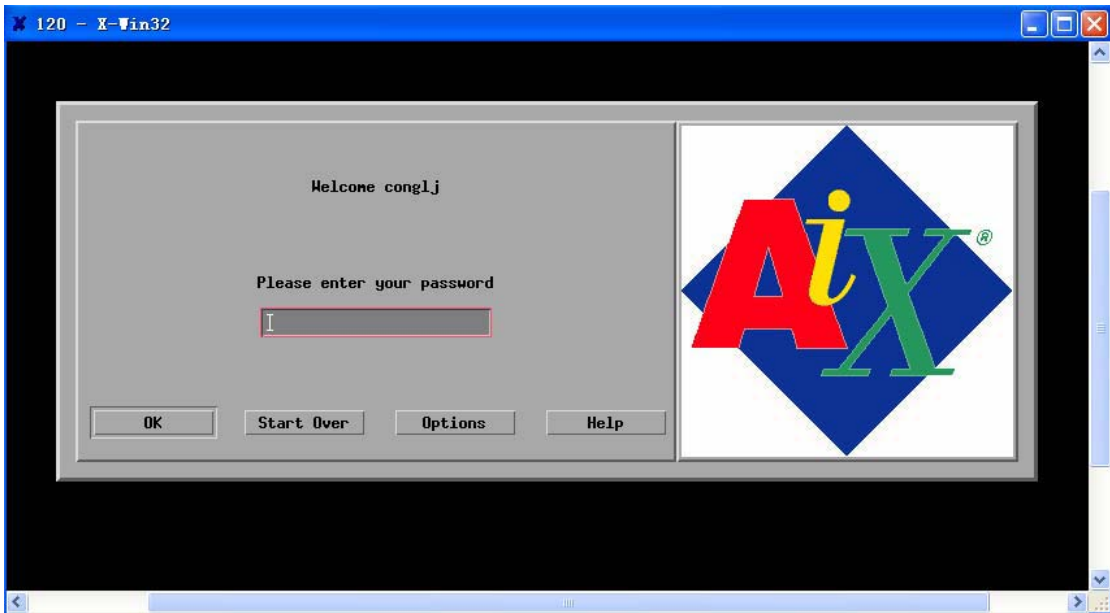 120 - X-Win32
Welcome conglj
Please enter your password
OK Start Over Options Help
AiX®